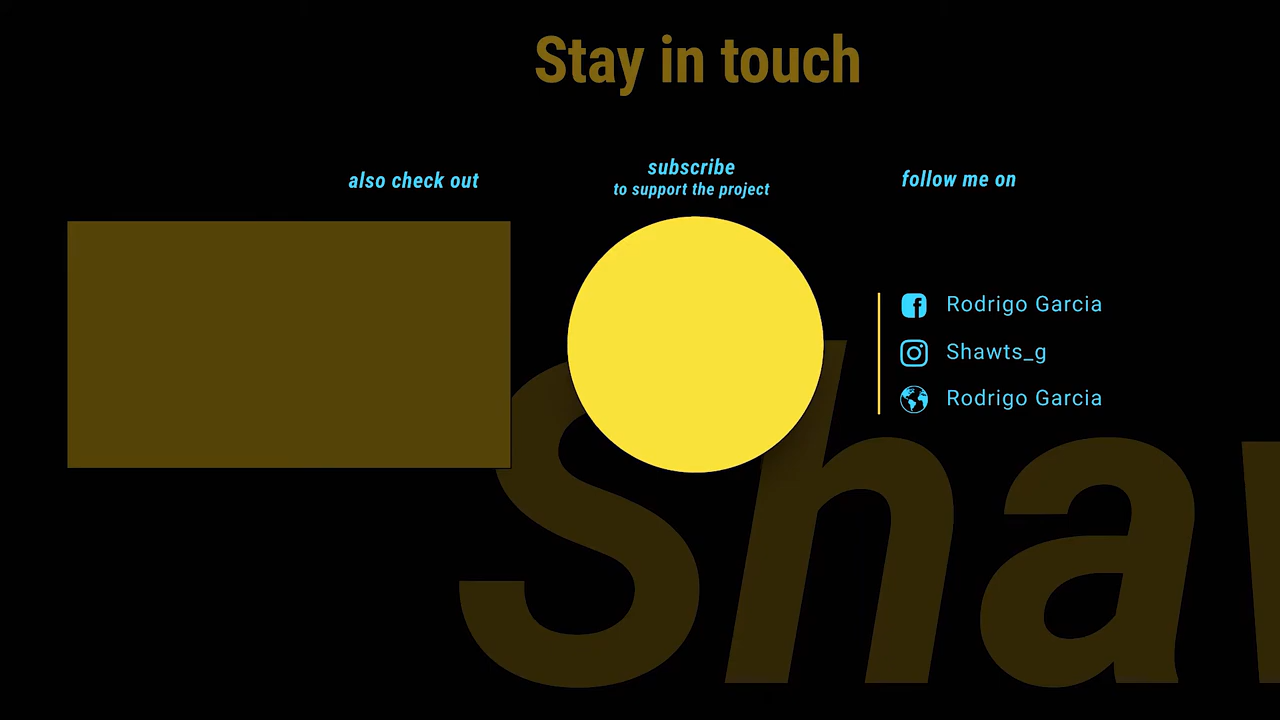 Stay in touch
also check out
subscribe
to support the project
follow me on
Rodrigo Garcia
Shawts_g
Rodrigo Garcia
Sha